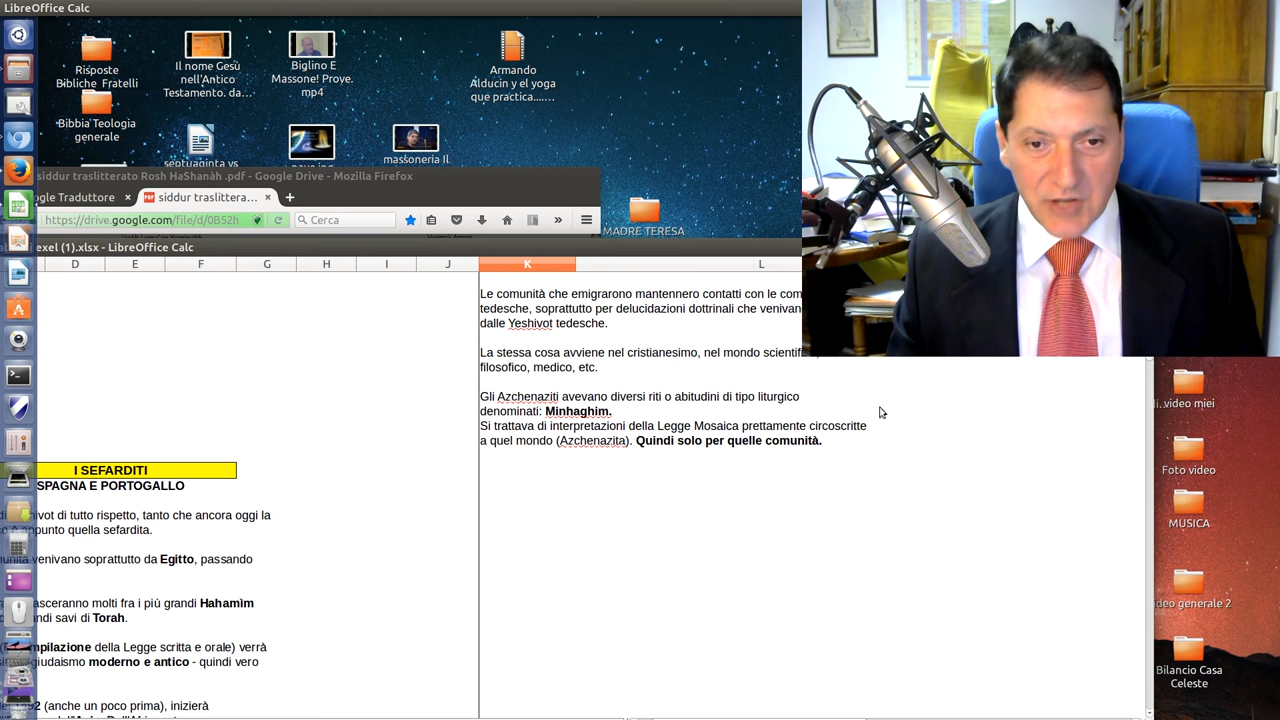 LibreOffice Calc
Risposte
Bibliche Fratelli
Bibbia Teologia
generale
Il nome Gesù
nell'Antico
Testamento. da…
Biglino E
Massone! Prove.
mp4
Armando
Alducin y el yoga
que practica.…...
septuaginta vs
massoneria Il
MADRE TERESA
siddur traslitterato Rosh HaShanàh .pdf - Google Drive - Mozilla Firefox
gle Traduttore
siddur traslittera…
https://drive.google.com/file/d/0B52h
Cerca
exel (1).xlsx - LibreOffice Calc
D E F G H I J K L
Le comunità che emigrarono mantennero contatti con le com
tedesche, soprattutto per delucidazioni dottrinali che venivan
dalle Yeshivot tedesche.
La stessa cosa avviene nel cristianesimo, nel mondo scientifi
filosofico, medico, etc.
Gli Azchenaziti avevano diversi riti o abitudini di tipo liturgico
denominati: Minhaghim.
Si trattava di interpretazioni della Legge Mosaica prettamente circoscritte
a quel mondo (Azchenazita). Quindi solo per quelle comunità.
I SEFARDITI
SPAGNA E PORTOGALLO
ivot di tutto rispetto, tanto che ancora oggi la
appunto quella sefardita.
venivano soprattutto da Egitto, passando
asceranno molti fra i più grandi Hahamìm
ndi savi di Torah.
mpilazione della Legge scritta e orale) verrà
giudaismo moderno e antico - quindi vero
(anche un poco prima), inizierà
video miei
Foto video
MUSICA
ideo generale 2
Bilancio Casa
Celeste